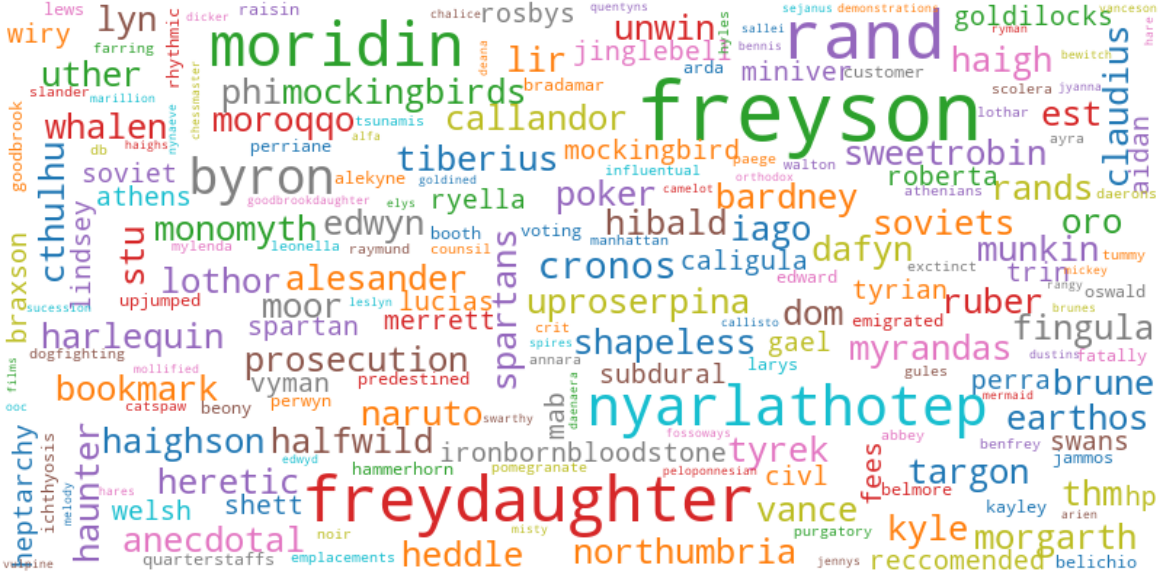 lews dicker raisin chalice rosbys quentyns sejanus demonstrations vanceson
wiry lyn rhythmic moridin unwin hyles sallei rand goldilocks ryman hare
farring deana lir jinglebell bennis haigh bewitch claudius
uther chessmaster arda miniver customer
slander marillion phi mockingbirds bradamar scolera jyanna
goodbrook whalen nynaeve moroqqo tsunamis callandor freyson lothar est
db haighs perriane alfa tiberius mockingbird paege walton sweetrobin ayra aidan
cthulhu soviet byron alekyne goldined influential orthodox roberta
athens goodbrookdaughter elys ryella poker camelot bardney athenians rands daerons
lindsey stu monomyth edwyn booth voting hibald iago soviets oro
mylenda leonella raymund counsil spartans manhattan dafyn munkin tummy
braxson lothor alesander cronos caligula edward exctinct trin mickey
sucession upjumped moor leslyn lucias uproserpina dom tyrian ruber rangy oswald
harlequin spartan merrett crit callisto emigrated brunes fingula
dogfighting prosecution spires shapeless gael myrandas dustins fatally
films mollified annara larys gules
bookmark vyman predestined subdural perra brune
ooc catspaw beony perwyn naruto swarthy mab daenaera nyarlathotep mermaid earthos
heptarchy ichthyosis haunter haighson halfwild ironbornbloodstone fossoways tyrek abbey benfrey swans
edwyd hammerhorn pomegranate peloponnesian civl fees targon jammos
melody hares heretic freydaughter belmore thm hp
welsh shett vance kayley arien
anecdotal noir misty purgatory kyle morgarth
vulpine quarterstaffs emplacements heddle northumbria jennys reccomended belichio